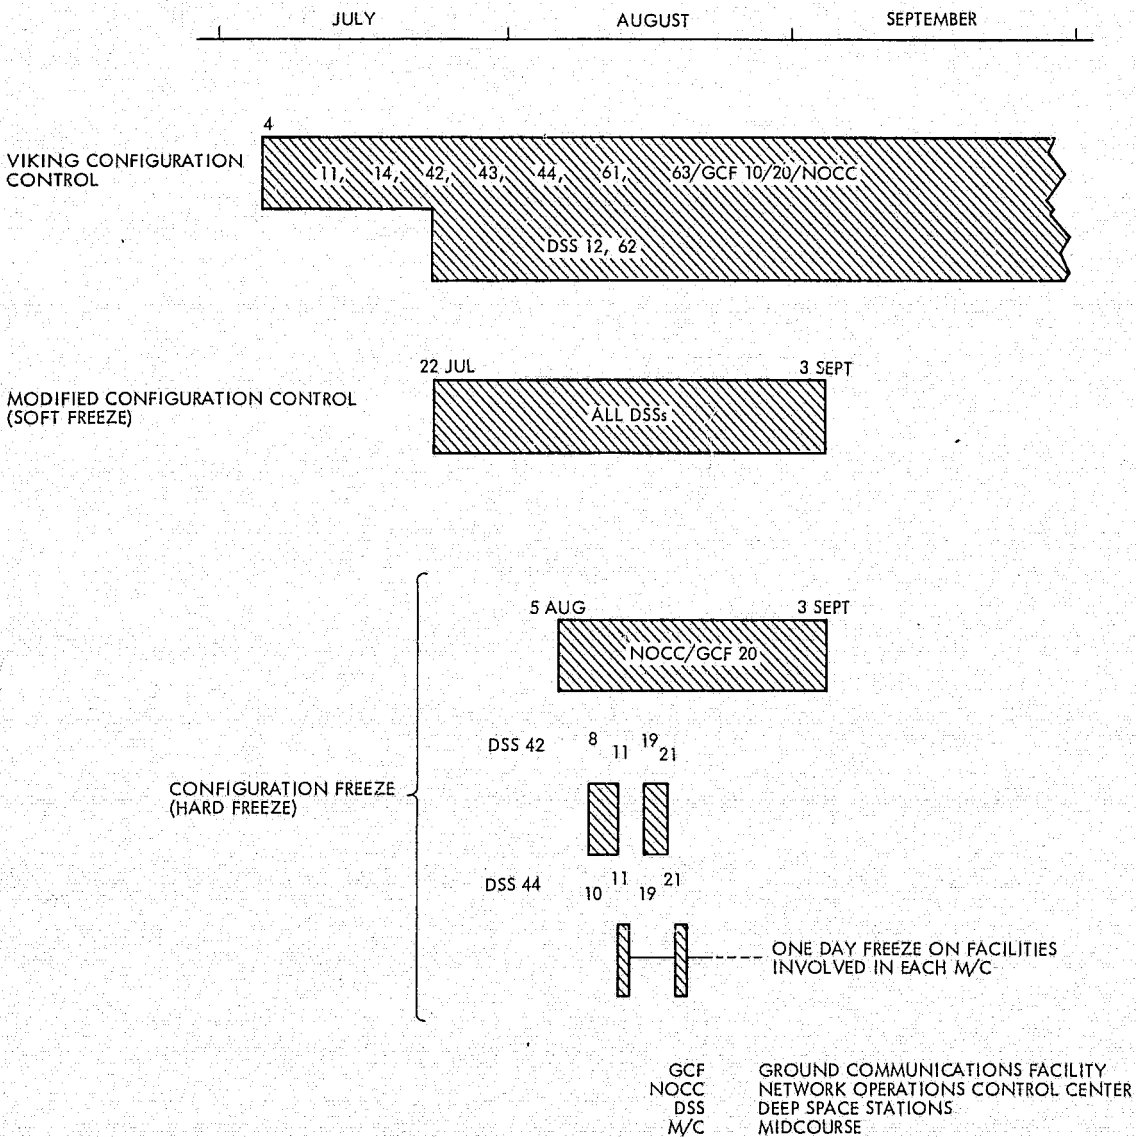 JULY AUGUST SEPTEMBER
4
VIKING CONFIGURATION
CONTROL
11, 14, 42, 43, 44, 61, 63/GCF 10/20/NOCC
DSS 12, 62
22 JUL 3 SEPT
MODIFIED CONFIGURATION CONTROL
(SOFT FREEZE)
ALL DSSs
5 AUG 3 SEPT
NOCC/GCF 20
DSS 42 8 11 19 21
CONFIGURATION FREEZE
(HARD FREEZE)
DSS 44 10 11 19 21
ONE DAY FREEZE ON FACILITIES
INVOLVED IN EACH M/C
GCF GROUND COMMUNICATIONS FACILITY
NOCC NETWORK OPERATIONS CONTROL CENTER
DSS DEEP SPACE STATIONS
M/C MIDCOURSE